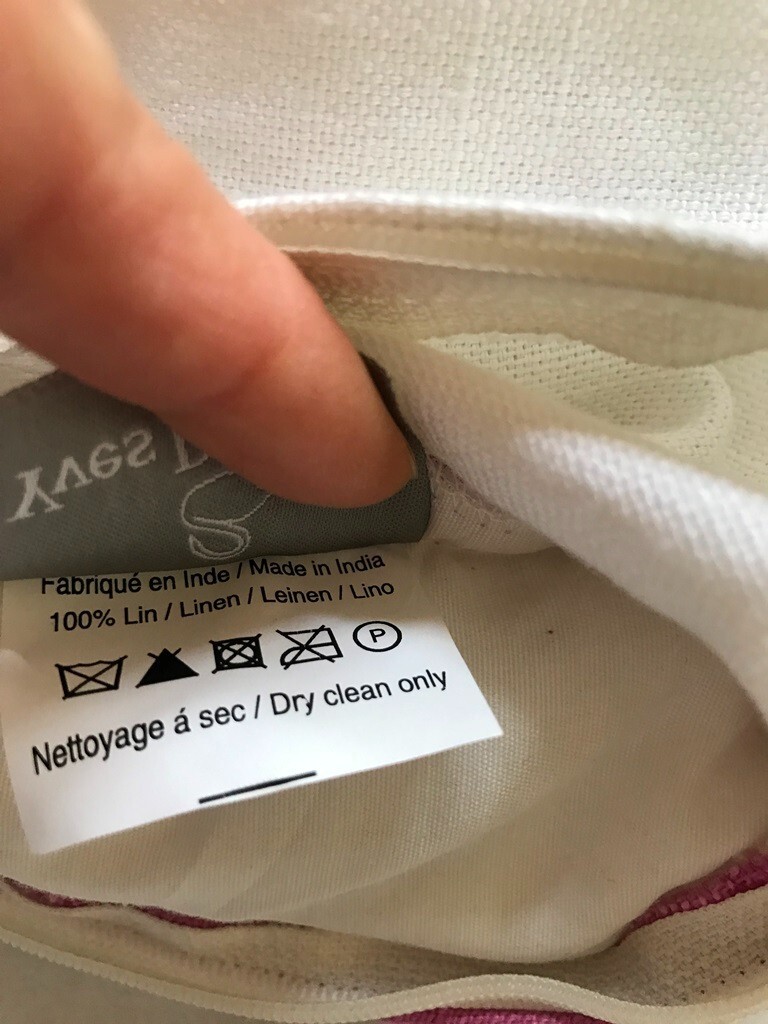 Yves
Fabriqué en Inde / Made in India
100% Lin / Linen / Leinen / Lino
P
Nettoyage á sec / Dry clean only